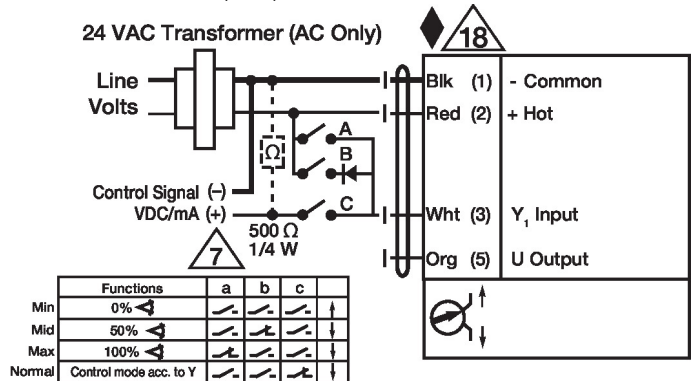 24 VAC Transformer (AC Only)
18
Line
Volts
Blk (1) - Common
Red (2) + Hot
A
Ω
B
Control Signal (-)
VDC/mA (+)
C
Wht (3) Y1 Input
500 Ω
1/4 W
7
Org (5) U Output
Functions a b c
Min 0%
Mid 50%
Max 100%
Normal Control mode acc. to Y